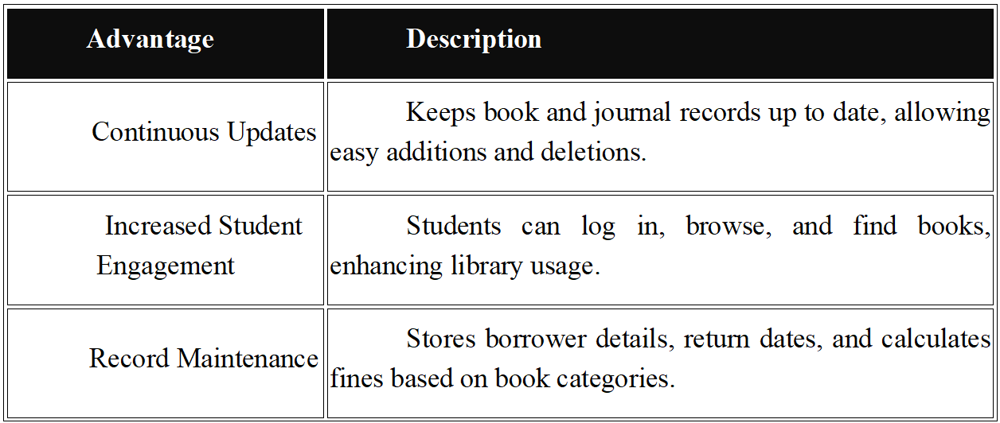 Advantage
Description
Continuous Updates
Keeps book and journal records up to date, allowing
easy additions and deletions.
Increased Student
Engagement
Students can log in, browse, and find books,
enhancing library usage.
Record Maintenance
Stores borrower details, return dates, and calculates
fines based on book categories.